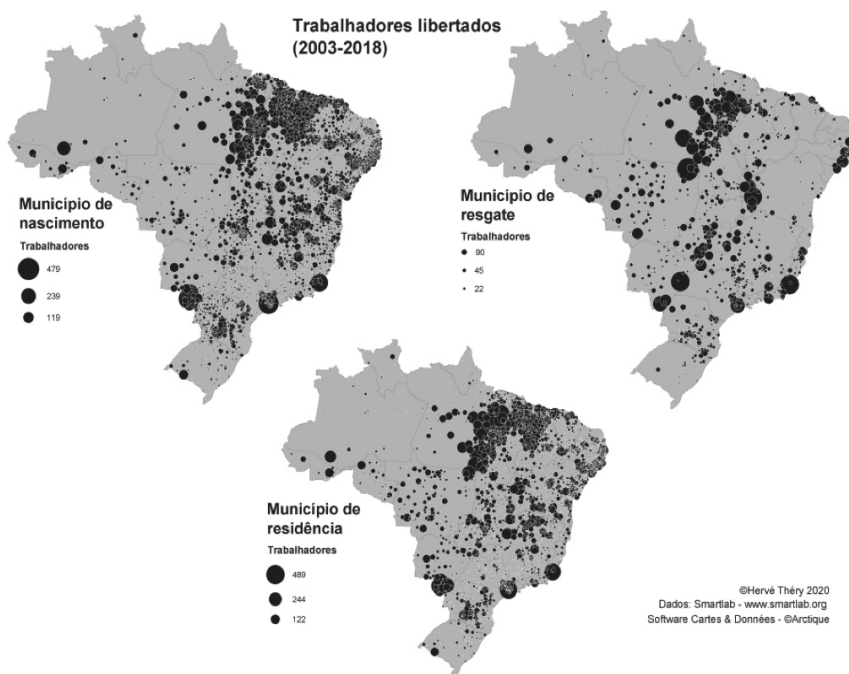 Trabalhadores libertados
(2003-2018)
Município de
nascimento
Trabalhadores
479
239
119
Município de
resgate
Trabalhadores
90
45
22
Município de
residência
Trabalhadores
489
244
122
©Hervé Théry 2020
Dados: Smartlab - www.smartlab.org
Software Cartes & Données - ©Arctique